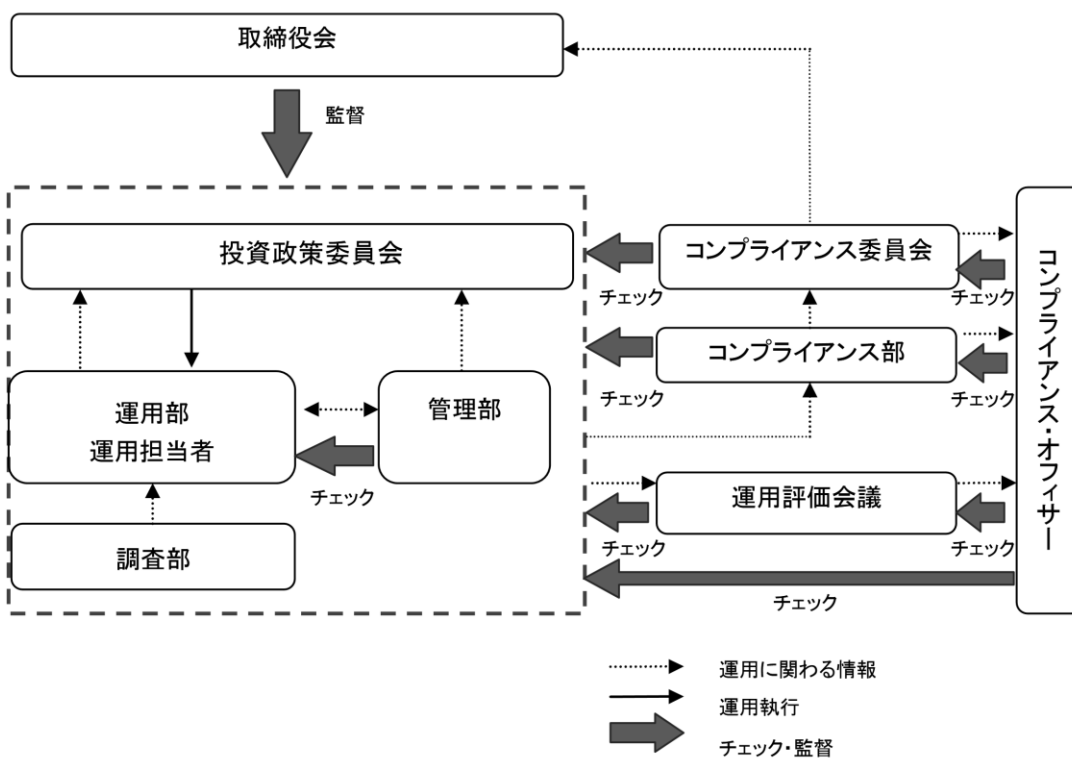 取締役会
監督
投資政策委員会
コンプライアンス委員会
チェック
チェック
コンプライアンス部
チェック
チェック
運用部
運用担当者
管理部
チェック
調査部
運用評価会議
チェック
チェック
チェック
コンプライアンス・オフィサー
運用に関わる情報
運用執行
チェック・監督